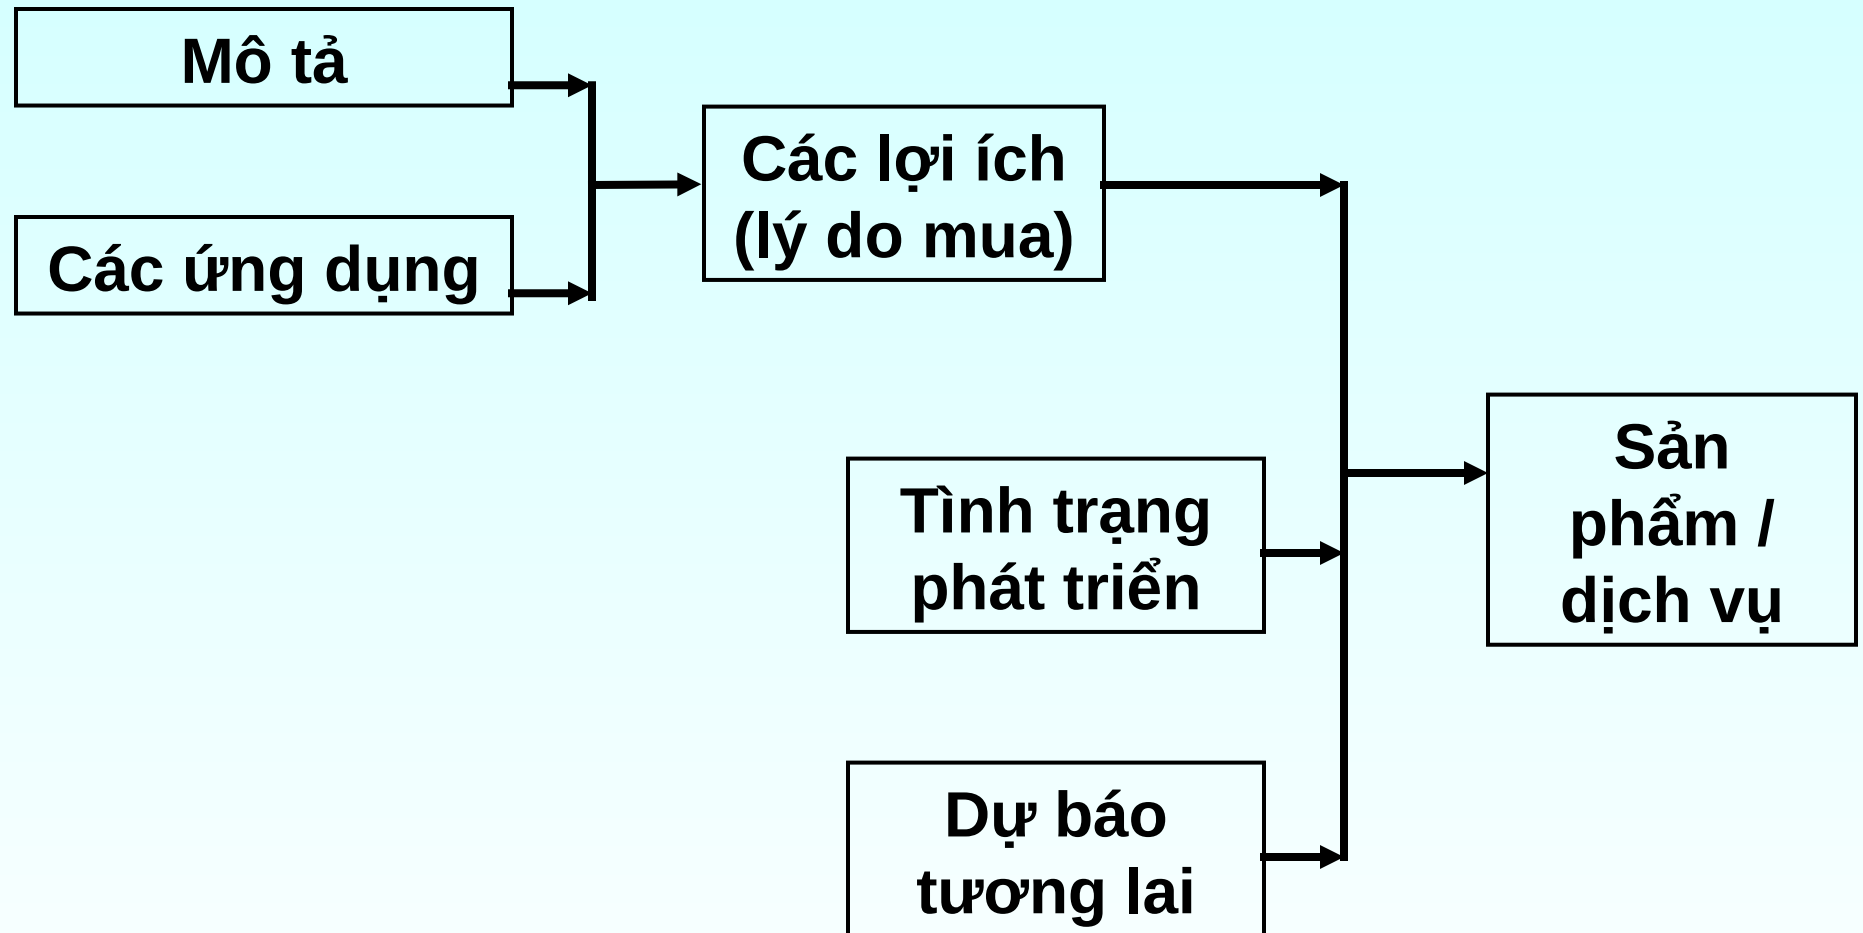 Mô tả
Các ứng dụng
Các lợi ích
(lý do mua)
Tình trạng
phát triển
Dự báo
tương lai
Sản
phẩm /
dịch vụ